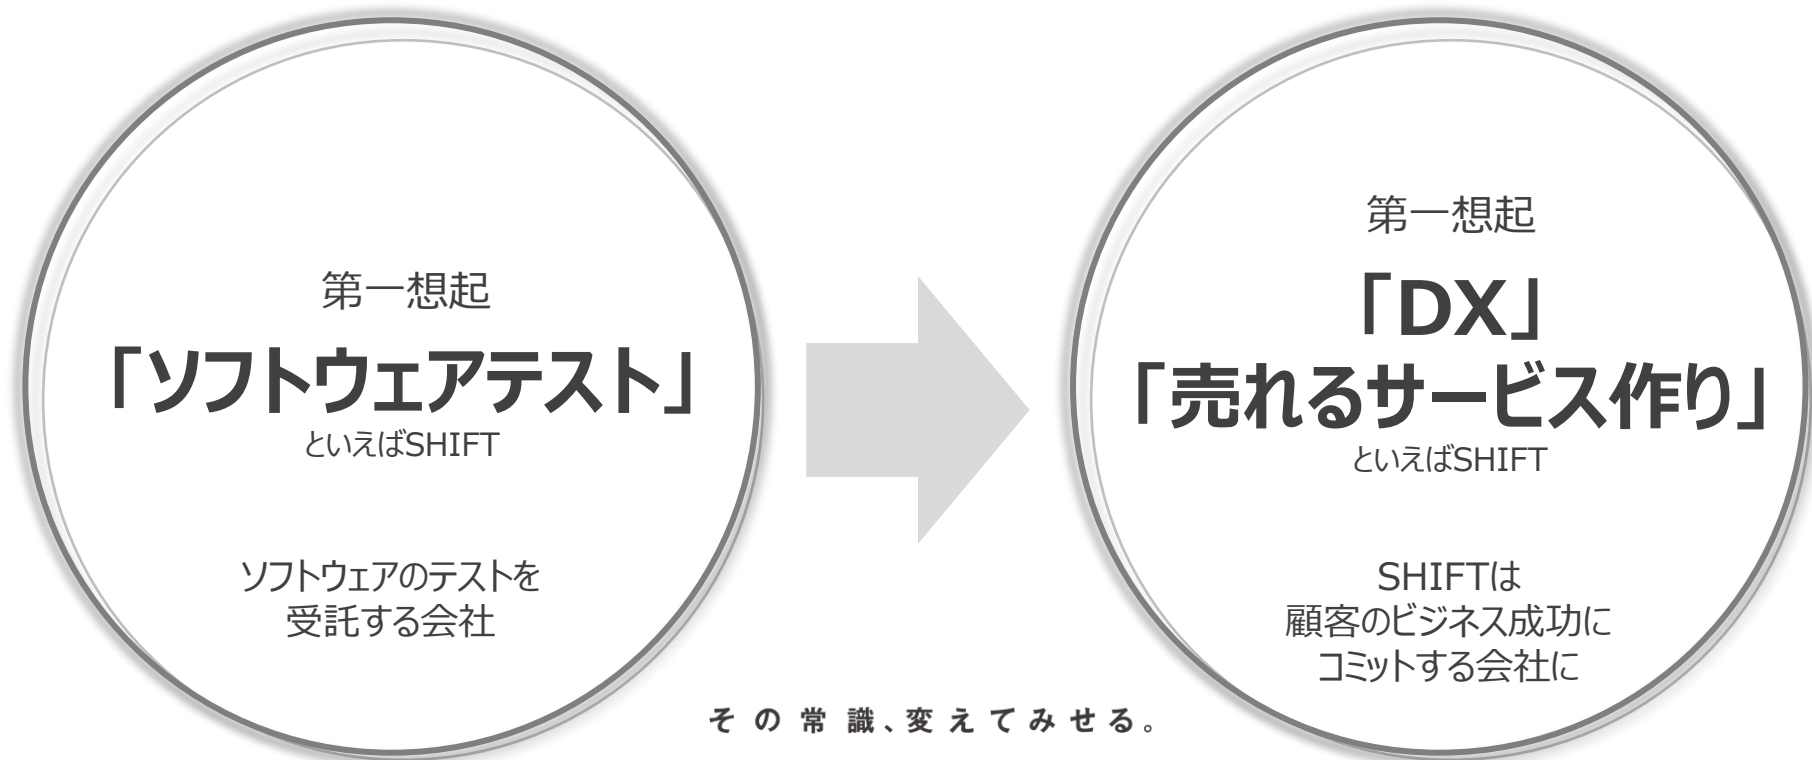 第一想起
「ソフトウェアテスト」
といえばSHIFT
ソフトウェアのテストを
受託する会社
第一想起
「DX」
「売れるサービス作り」
といえばSHIFT
SHIFTは
顧客のビジネス成功に
コミットする会社に
その常識、変えてみせる。